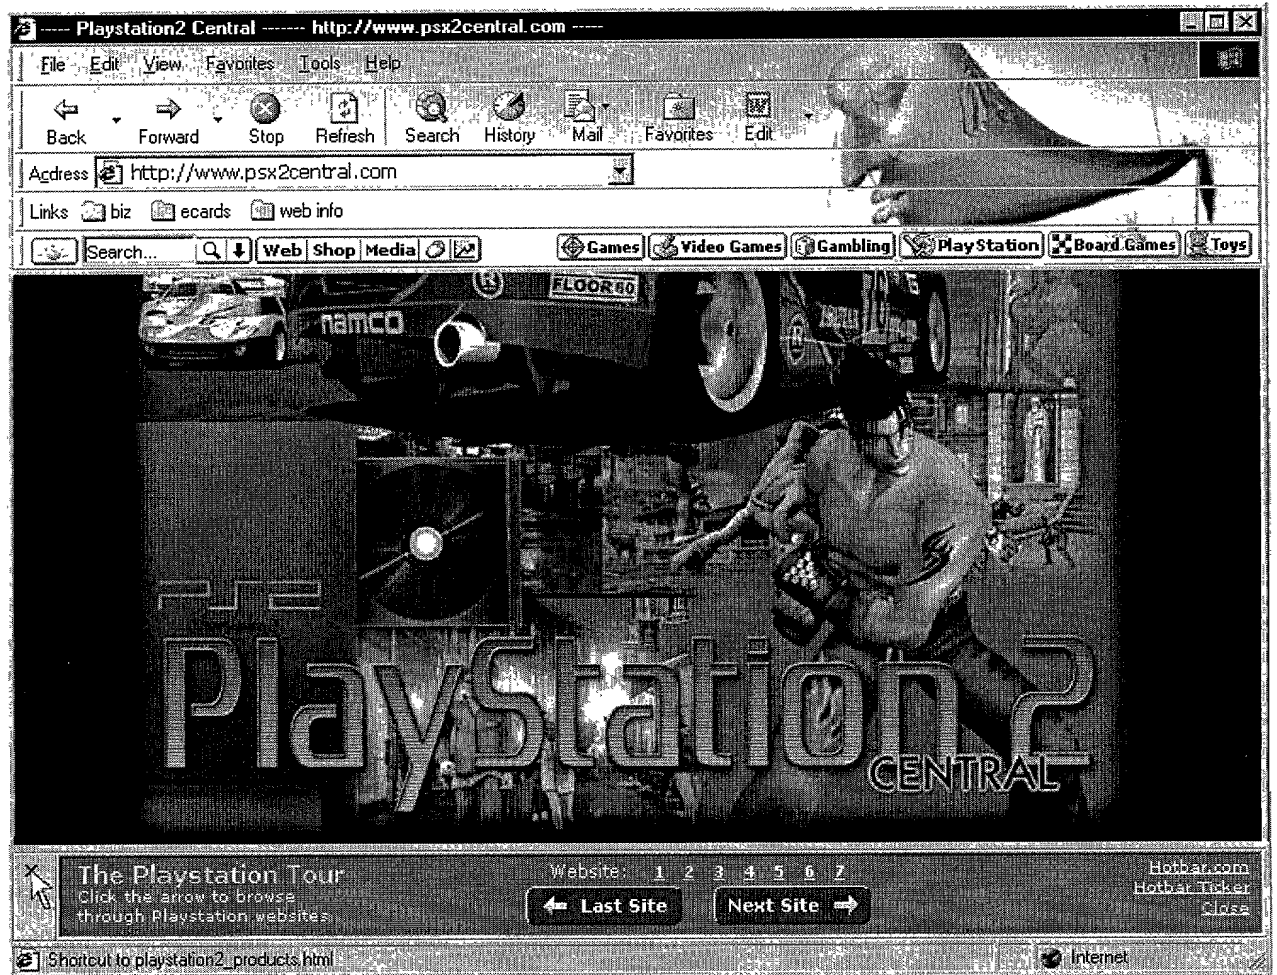 ----- Playstation2 Central ------- http://www.psx2central.com -----
File Edit View Favorites Tools Help
Back Forward Stop Refresh Search History Mail Favorites Edit
Address http://www.psx2central.com
Links biz ecards web info
Search... Web Shop Media Games Video Games Gambling PlayStation Board Games Toys
FLOOR 60
namco
PS2
PlayStation 2
CENTRAL
The Playstation Tour
Click the arrow to browse
through Playstation websites
Website: 1 2 3 4 5 6 7
Last Site Next Site
Hotbar.com
Hotbar Ticker
Close
Shortcut to playstation2_products.html Internet